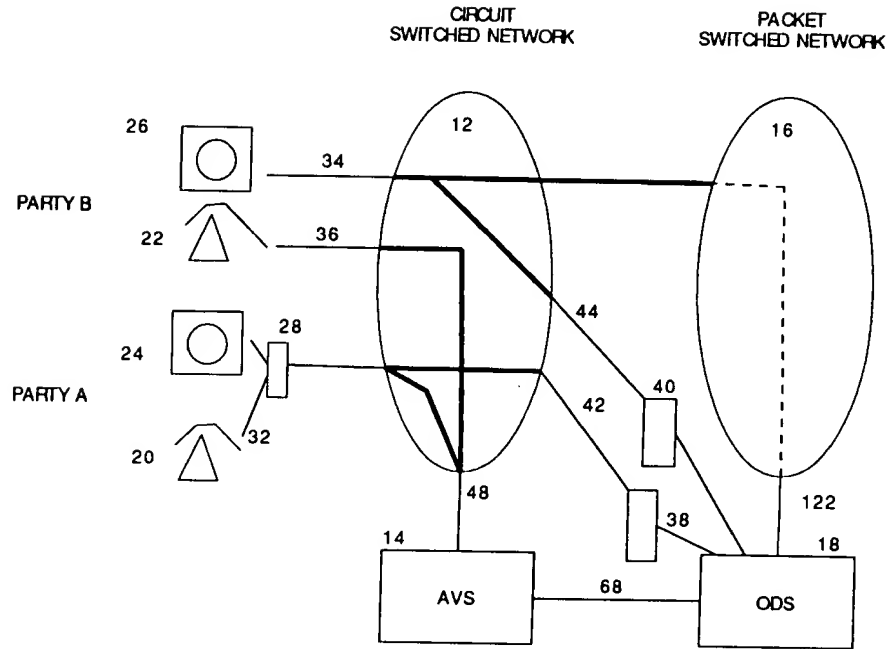 CIRCUIT
SWITCHED NETWORK
PACKET
SWITCHED NETWORK
26
12
16
34
PARTY B
22
36
28
44
24
40
PARTY A
42
32
20
48
122
38
14
18
68
AVS
ODS